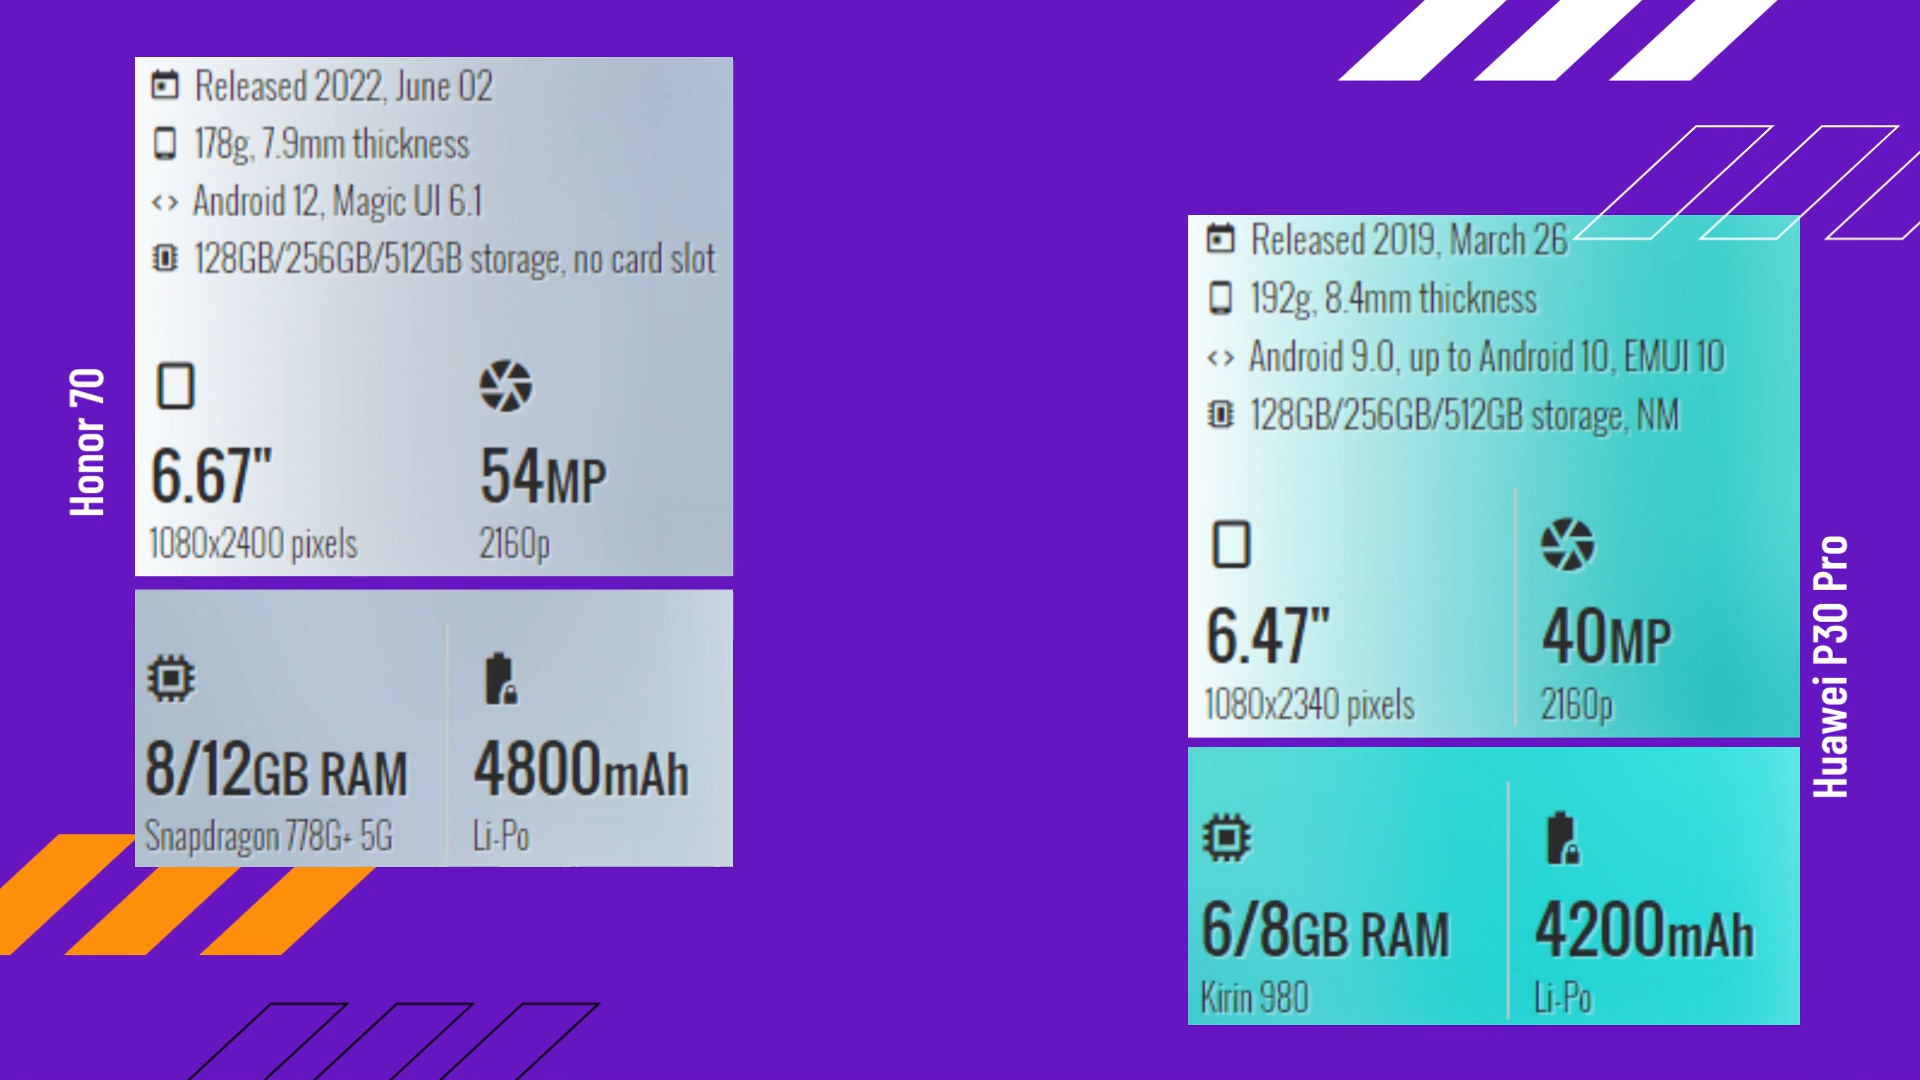 Honor 70
Released 2022, June 02
178g, 7.9mm thickness
Android 12, Magic UI 6.1
128GB/256GB/512GB storage, no card slot
6.67"
1080x2400 pixels
54MP
2160p
8/12GB RAM
Snapdragon 778G+ 5G
4800mAh
Li-Po
Released 2019, March 26
192g, 8.4mm thickness
Android 9.0, up to Android 10, EMUI 10
128GB/256GB/512GB storage, NM
6.47"
1080x2340 pixels
40MP
2160p
6/8GB RAM
Kirin 980
4200mAh
Li-Po
Huawei P30 Pro